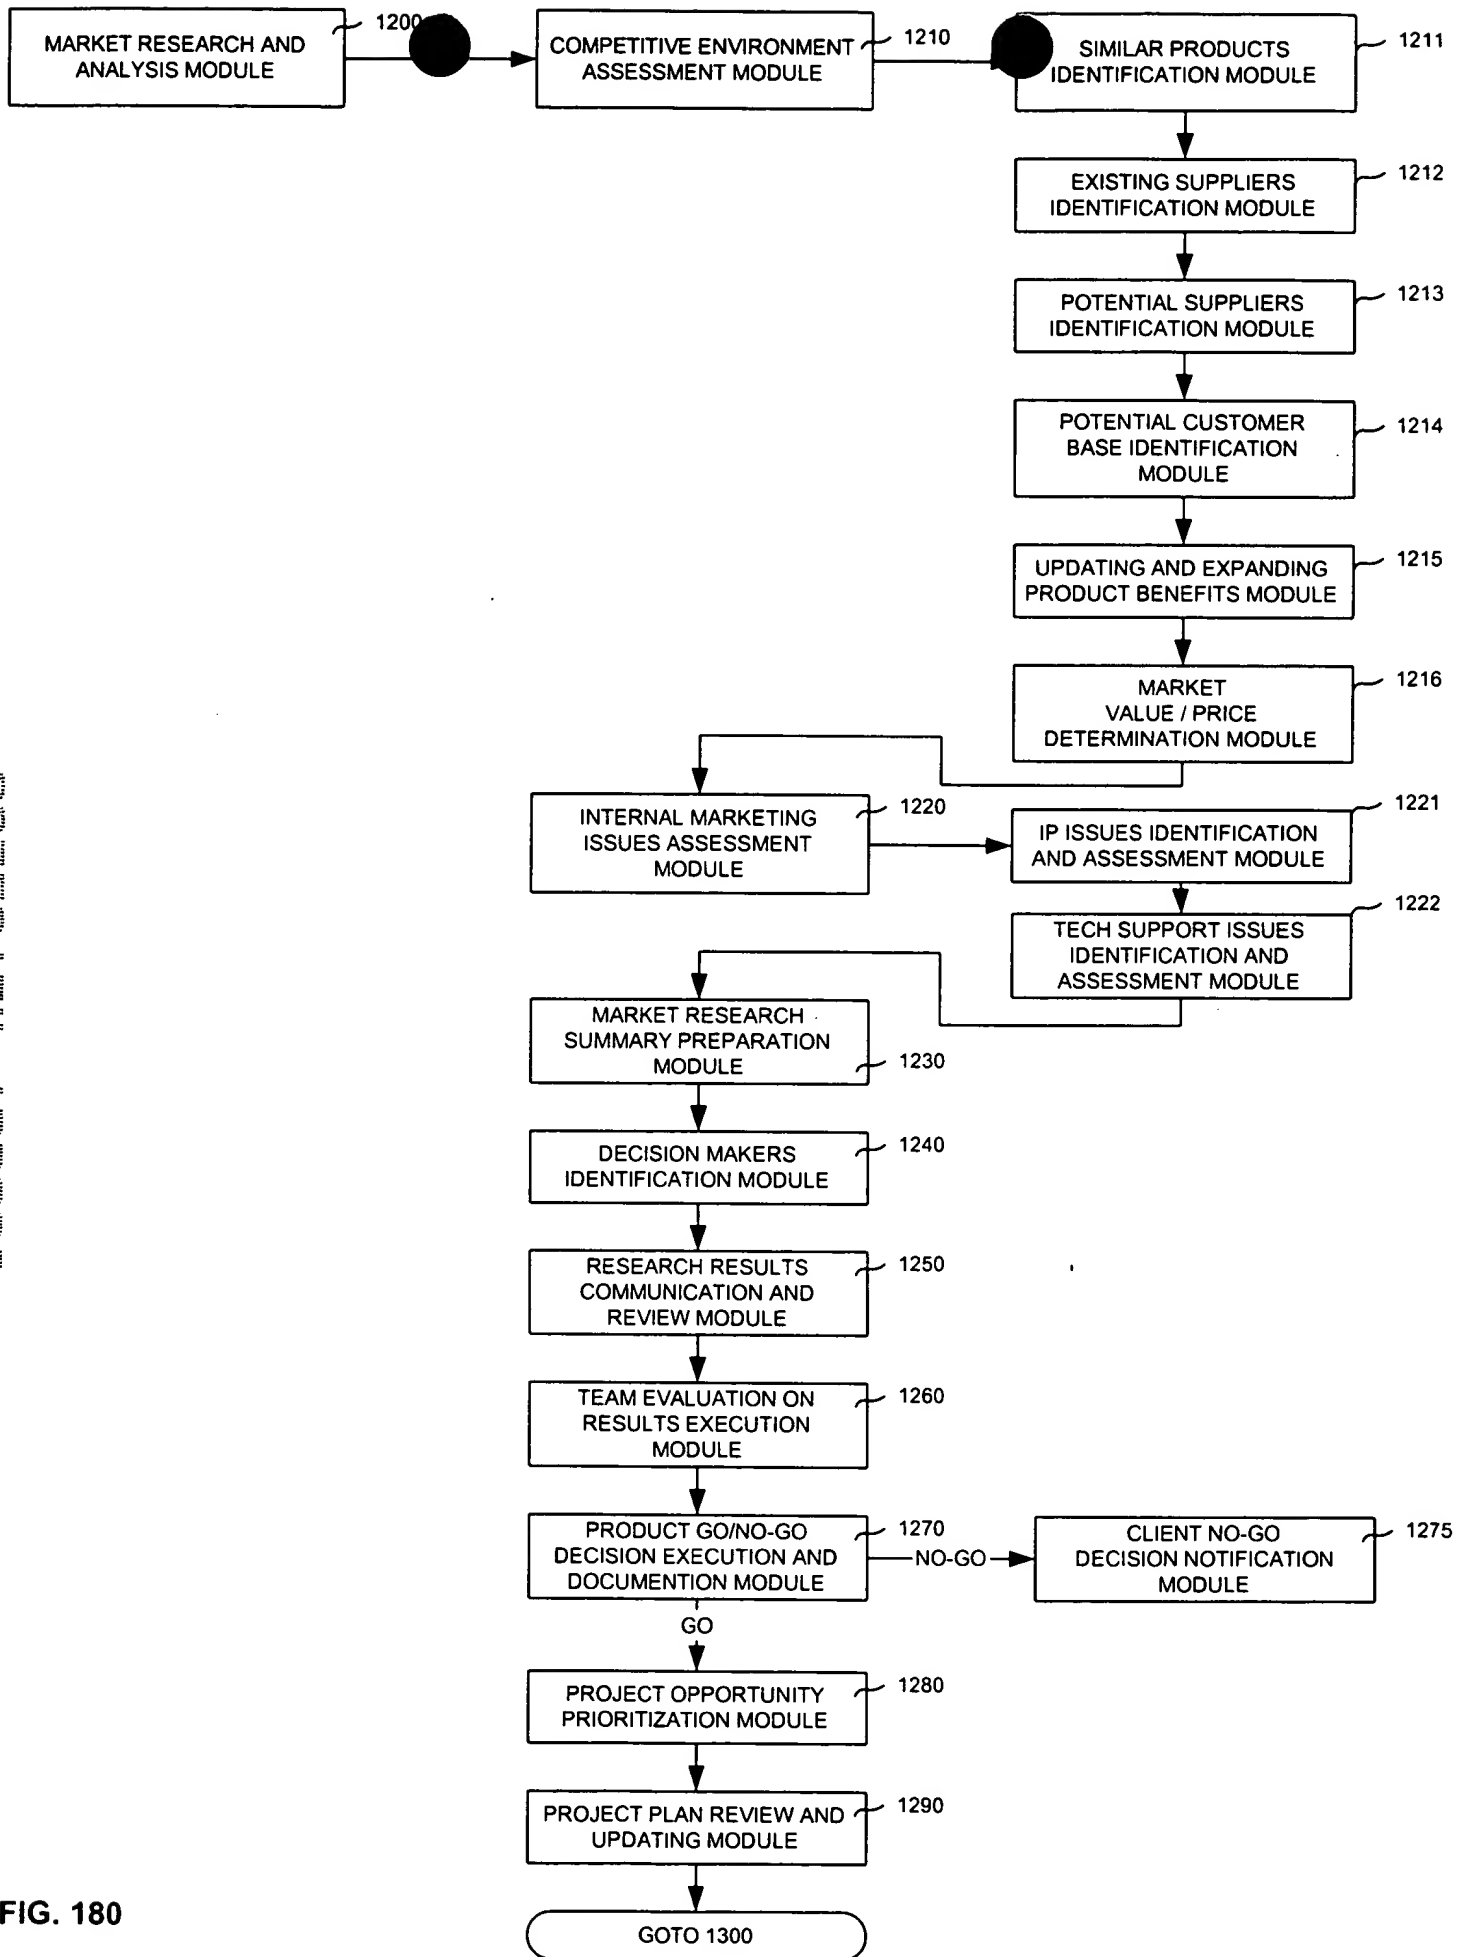 MARKET RESEARCH AND
ANALYSIS MODULE
1200
COMPETITIVE ENVIRONMENT
ASSESSMENT MODULE
1210
SIMILAR PRODUCTS
IDENTIFICATION MODULE
1211
EXISTING SUPPLIERS
IDENTIFICATION MODULE
1212
POTENTIAL SUPPLIERS
IDENTIFICATION MODULE
1213
POTENTIAL CUSTOMER
BASE IDENTIFICATION
MODULE
1214
UPDATING AND EXPANDING
PRODUCT BENEFITS MODULE
1215
MARKET
VALUE / PRICE
DETERMINATION MODULE
1216
INTERNAL MARKETING
ISSUES ASSESSMENT
MODULE
1220
IP ISSUES IDENTIFICATION
AND ASSESSMENT MODULE
1221
TECH SUPPORT ISSUES
IDENTIFICATION AND
ASSESSMENT MODULE
1222
MARKET RESEARCH
SUMMARY PREPARATION
MODULE
1230
DECISION MAKERS
IDENTIFICATION MODULE
1240
RESEARCH RESULTS
COMMUNICATION AND
REVIEW MODULE
1250
TEAM EVALUATION ON
RESULTS EXECUTION
MODULE
1260
PRODUCT GO/NO-GO
DECISION EXECUTION AND
DOCUMENTION MODULE
1270
NO-GO
CLIENT NO-GO
DECISION NOTIFICATION
MODULE
1275
GO
PROJECT OPPORTUNITY
PRIORITIZATION MODULE
1280
PROJECT PLAN REVIEW AND
UPDATING MODULE
1290
GOTO 1300
FIG. 180